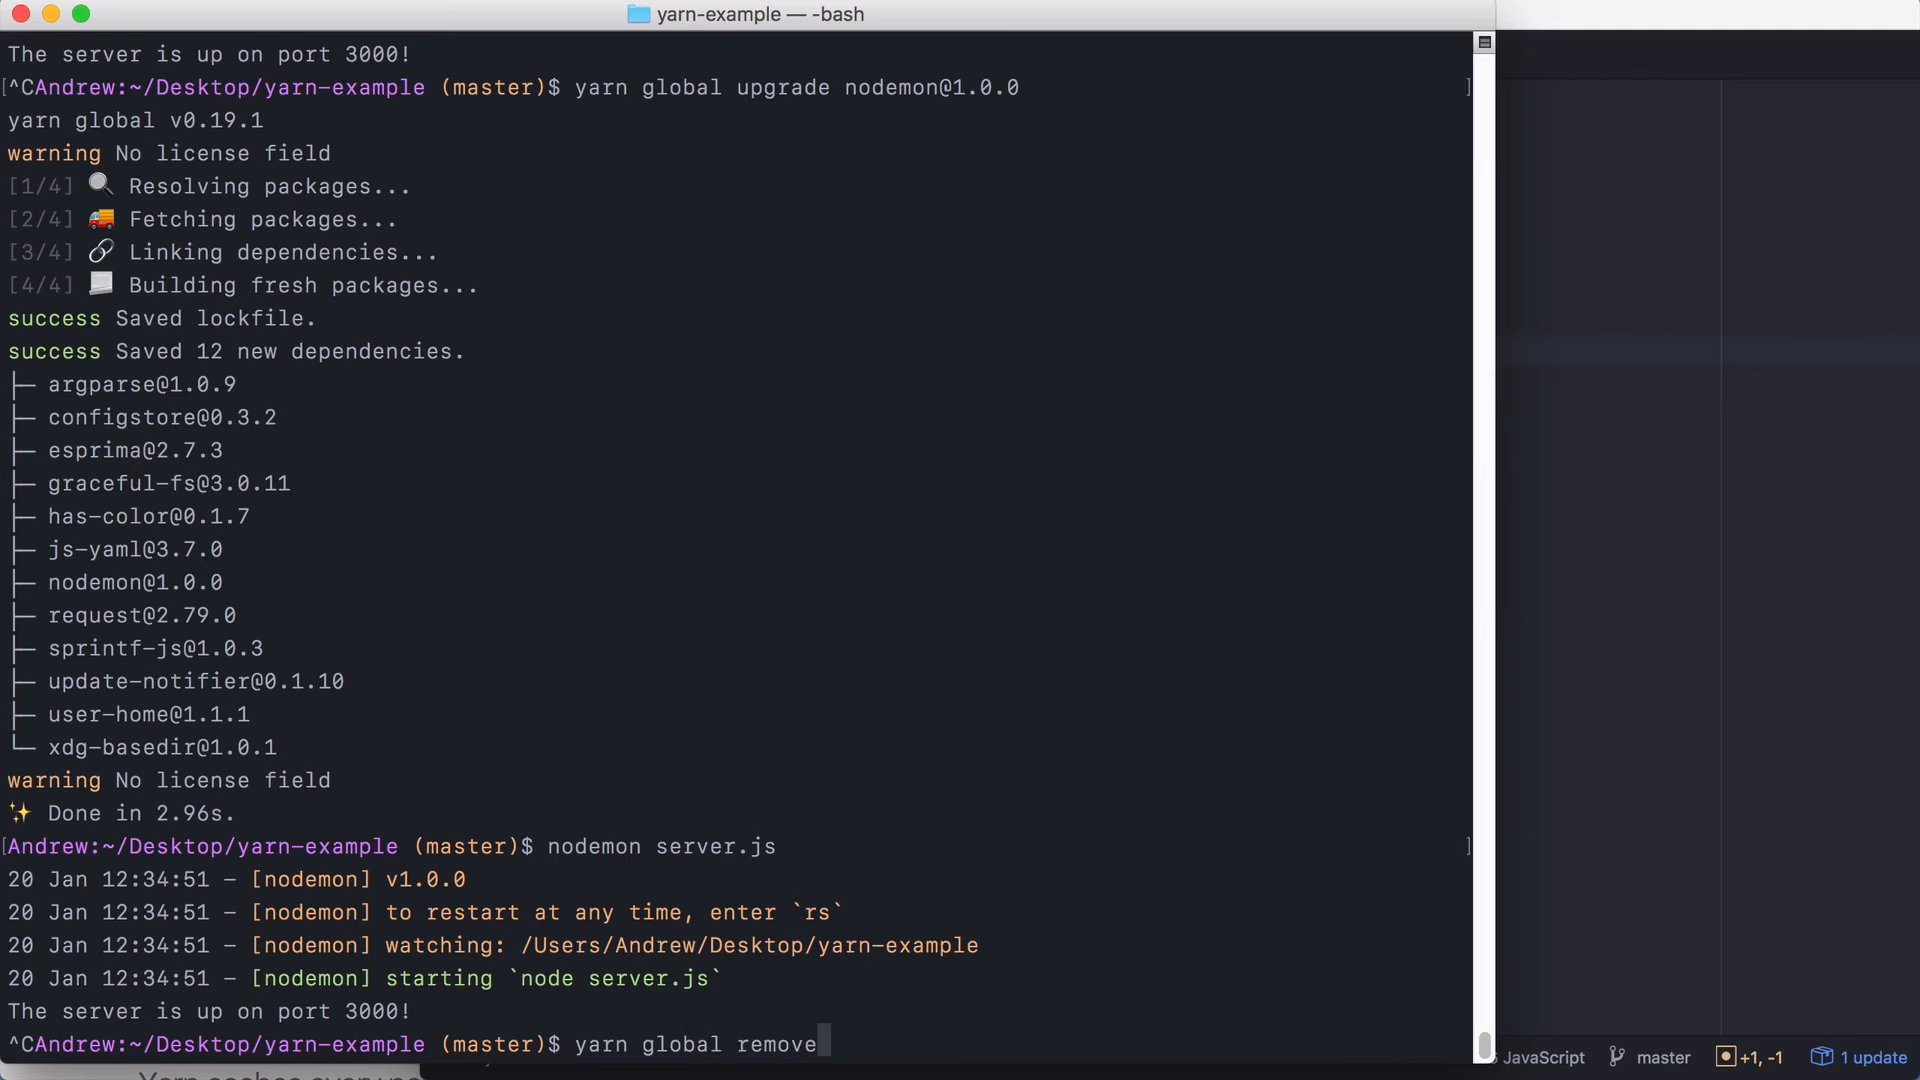 yarn-example — -bash
The server is up on port 3000!
[^CAndrew:~/Desktop/yarn-example (master)$ yarn global upgrade nodemon@1.0.0 ]
yarn global v0.19.1
warning No license field
[1/4] 🔍 Resolving packages...
[2/4] 🚚 Fetching packages...
[3/4] 🔗 Linking dependencies...
[4/4] 📃 Building fresh packages...
success Saved lockfile.
success Saved 12 new dependencies.
├─ argparse@1.0.9
├─ configstore@0.3.2
├─ esprima@2.7.3
├─ graceful-fs@3.0.11
├─ has-color@0.1.7
├─ js-yaml@3.7.0
├─ nodemon@1.0.0
├─ request@2.79.0
├─ sprintf-js@1.0.3
├─ update-notifier@0.1.10
├─ user-home@1.1.1
└─ xdg-basedir@1.0.1
warning No license field
✨ Done in 2.96s.
[Andrew:~/Desktop/yarn-example (master)$ nodemon server.js ]
20 Jan 12:34:51 - [nodemon] v1.0.0
20 Jan 12:34:51 - [nodemon] to restart at any time, enter `rs`
20 Jan 12:34:51 - [nodemon] watching: /Users/Andrew/Desktop/yarn-example
20 Jan 12:34:51 - [nodemon] starting `node server.js`
The server is up on port 3000!
^CAndrew:~/Desktop/yarn-example (master)$ yarn global remove
JavaScript master +1, -1 1 update